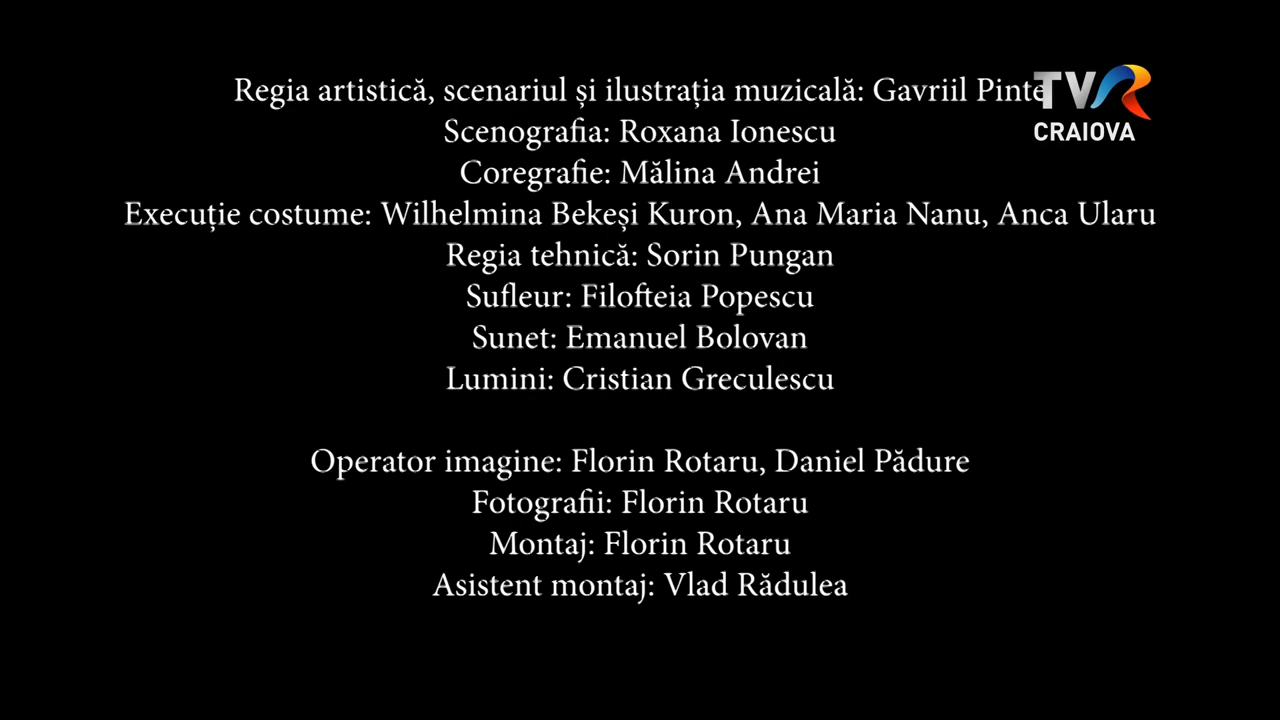 Regia artistică, scenariul și ilustrația muzicală: Gavriil Pinte
TVR
CRAIOVA
Scenografia: Roxana Ionescu
Coregrafie: Mălina Andrei
Execuție costume: Wilhelmina Bekeși Kuron, Ana Maria Nanu, Anca Ularu
Regia tehnică: Sorin Pungan
Sufleur: Filofteia Popescu
Sunet: Emanuel Bolovan
Lumini: Cristian Greculescu
Operator imagine: Florin Rotaru, Daniel Pădure
Fotografii: Florin Rotaru
Montaj: Florin Rotaru
Asistent montaj: Vlad Rădulea